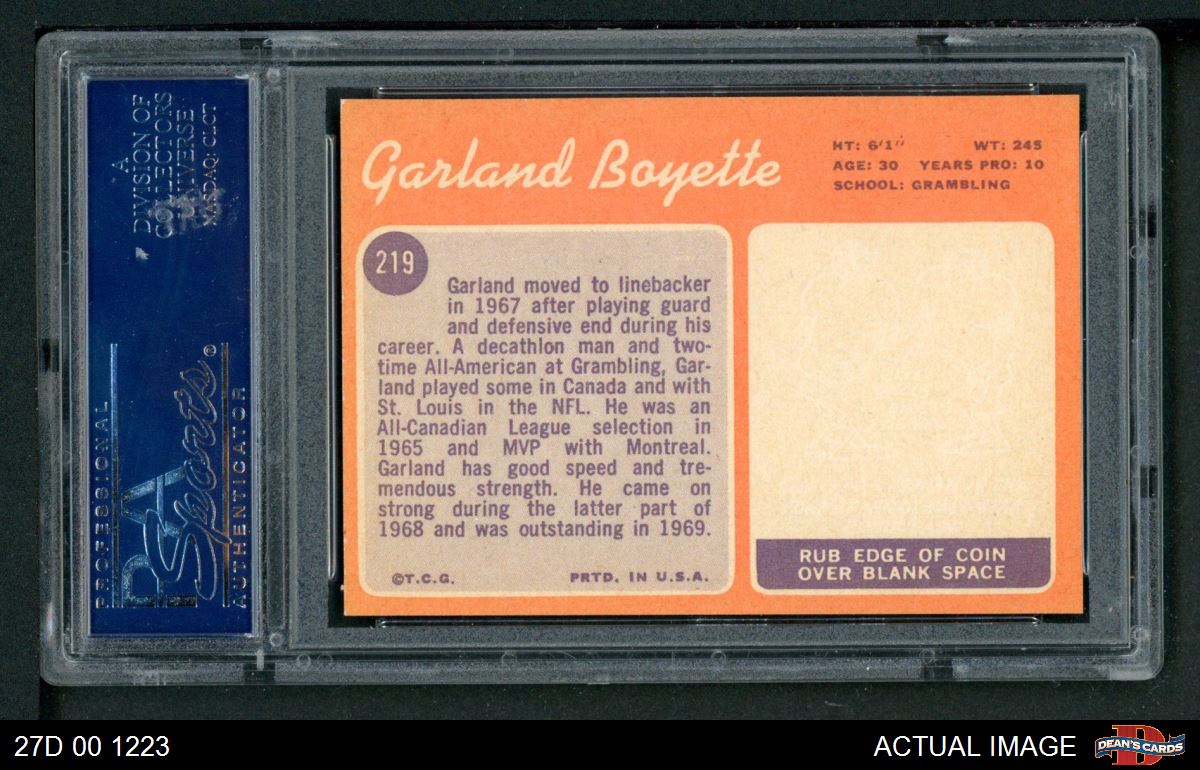 A
DIVISION OF
COLLECTORS
UNIVERSE
NASDAQ: CLCT
PROFESSIONAL
PSA
Sports®
AUTHENTICATOR
Garland Boyette
HT: 6'1" WT: 245
AGE: 30 YEARS PRO: 10
SCHOOL: GRAMBLING
219
Garland moved to linebacker
in 1967 after playing guard
and defensive end during his
career. A decathlon man and two-
time All-American at Grambling, Gar-
land played some in Canada and with
St. Louis in the NFL. He was an
All-Canadian League selection in
1965 and MVP with Montreal.
Garland has good speed and tre-
mendous strength. He came on
strong during the latter part of
1968 and was outstanding in 1969.
©T.C.G. PRTD. IN U.S.A.
RUB EDGE OF COIN
OVER BLANK SPACE
27D 00 1223
ACTUAL IMAGE
D
DEAN'S CARDS